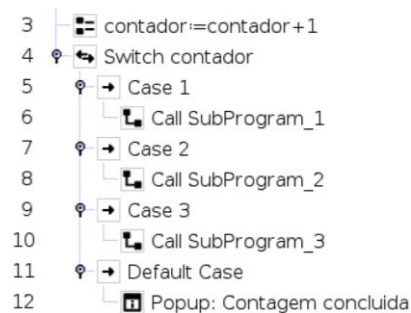 3 contador:=contador+1
4 Switch contador
5 Case 1
6 Call SubProgram_1
7 Case 2
8 Call SubProgram_2
9 Case 3
10 Call SubProgram_3
11 Default Case
12 Popup: Contagem concluida